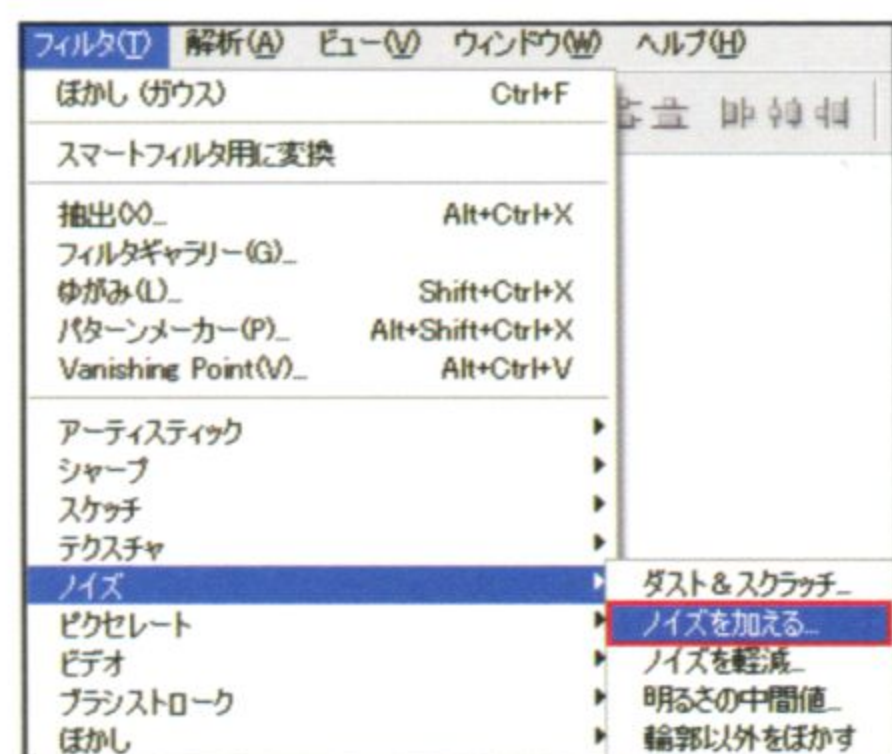 フィルタ(T) 解析(A) ビュー(V) ウィンドウ(W) ヘルプ(H)
ぼかし (ガウス) Ctrl+F
スマートフィルタ用に変換
抽出(X)... Alt+Ctrl+X
フィルタギャラリー(G)...
ゆがみ(L)... Shift+Ctrl+X
パターンメーカー(P)... Alt+Shift+Ctrl+X
Vanishing Point(V)... Alt+Ctrl+V
アーティスティック
シャープ
スケッチ
テクスチャ
ノイズ
ピクセレート
ビデオ
ブラシストローク
ぼかし
ダスト＆スクラッチ...
ノイズを加える...
ノイズを軽減...
明るさの中間値...
輪郭以外をぼかす